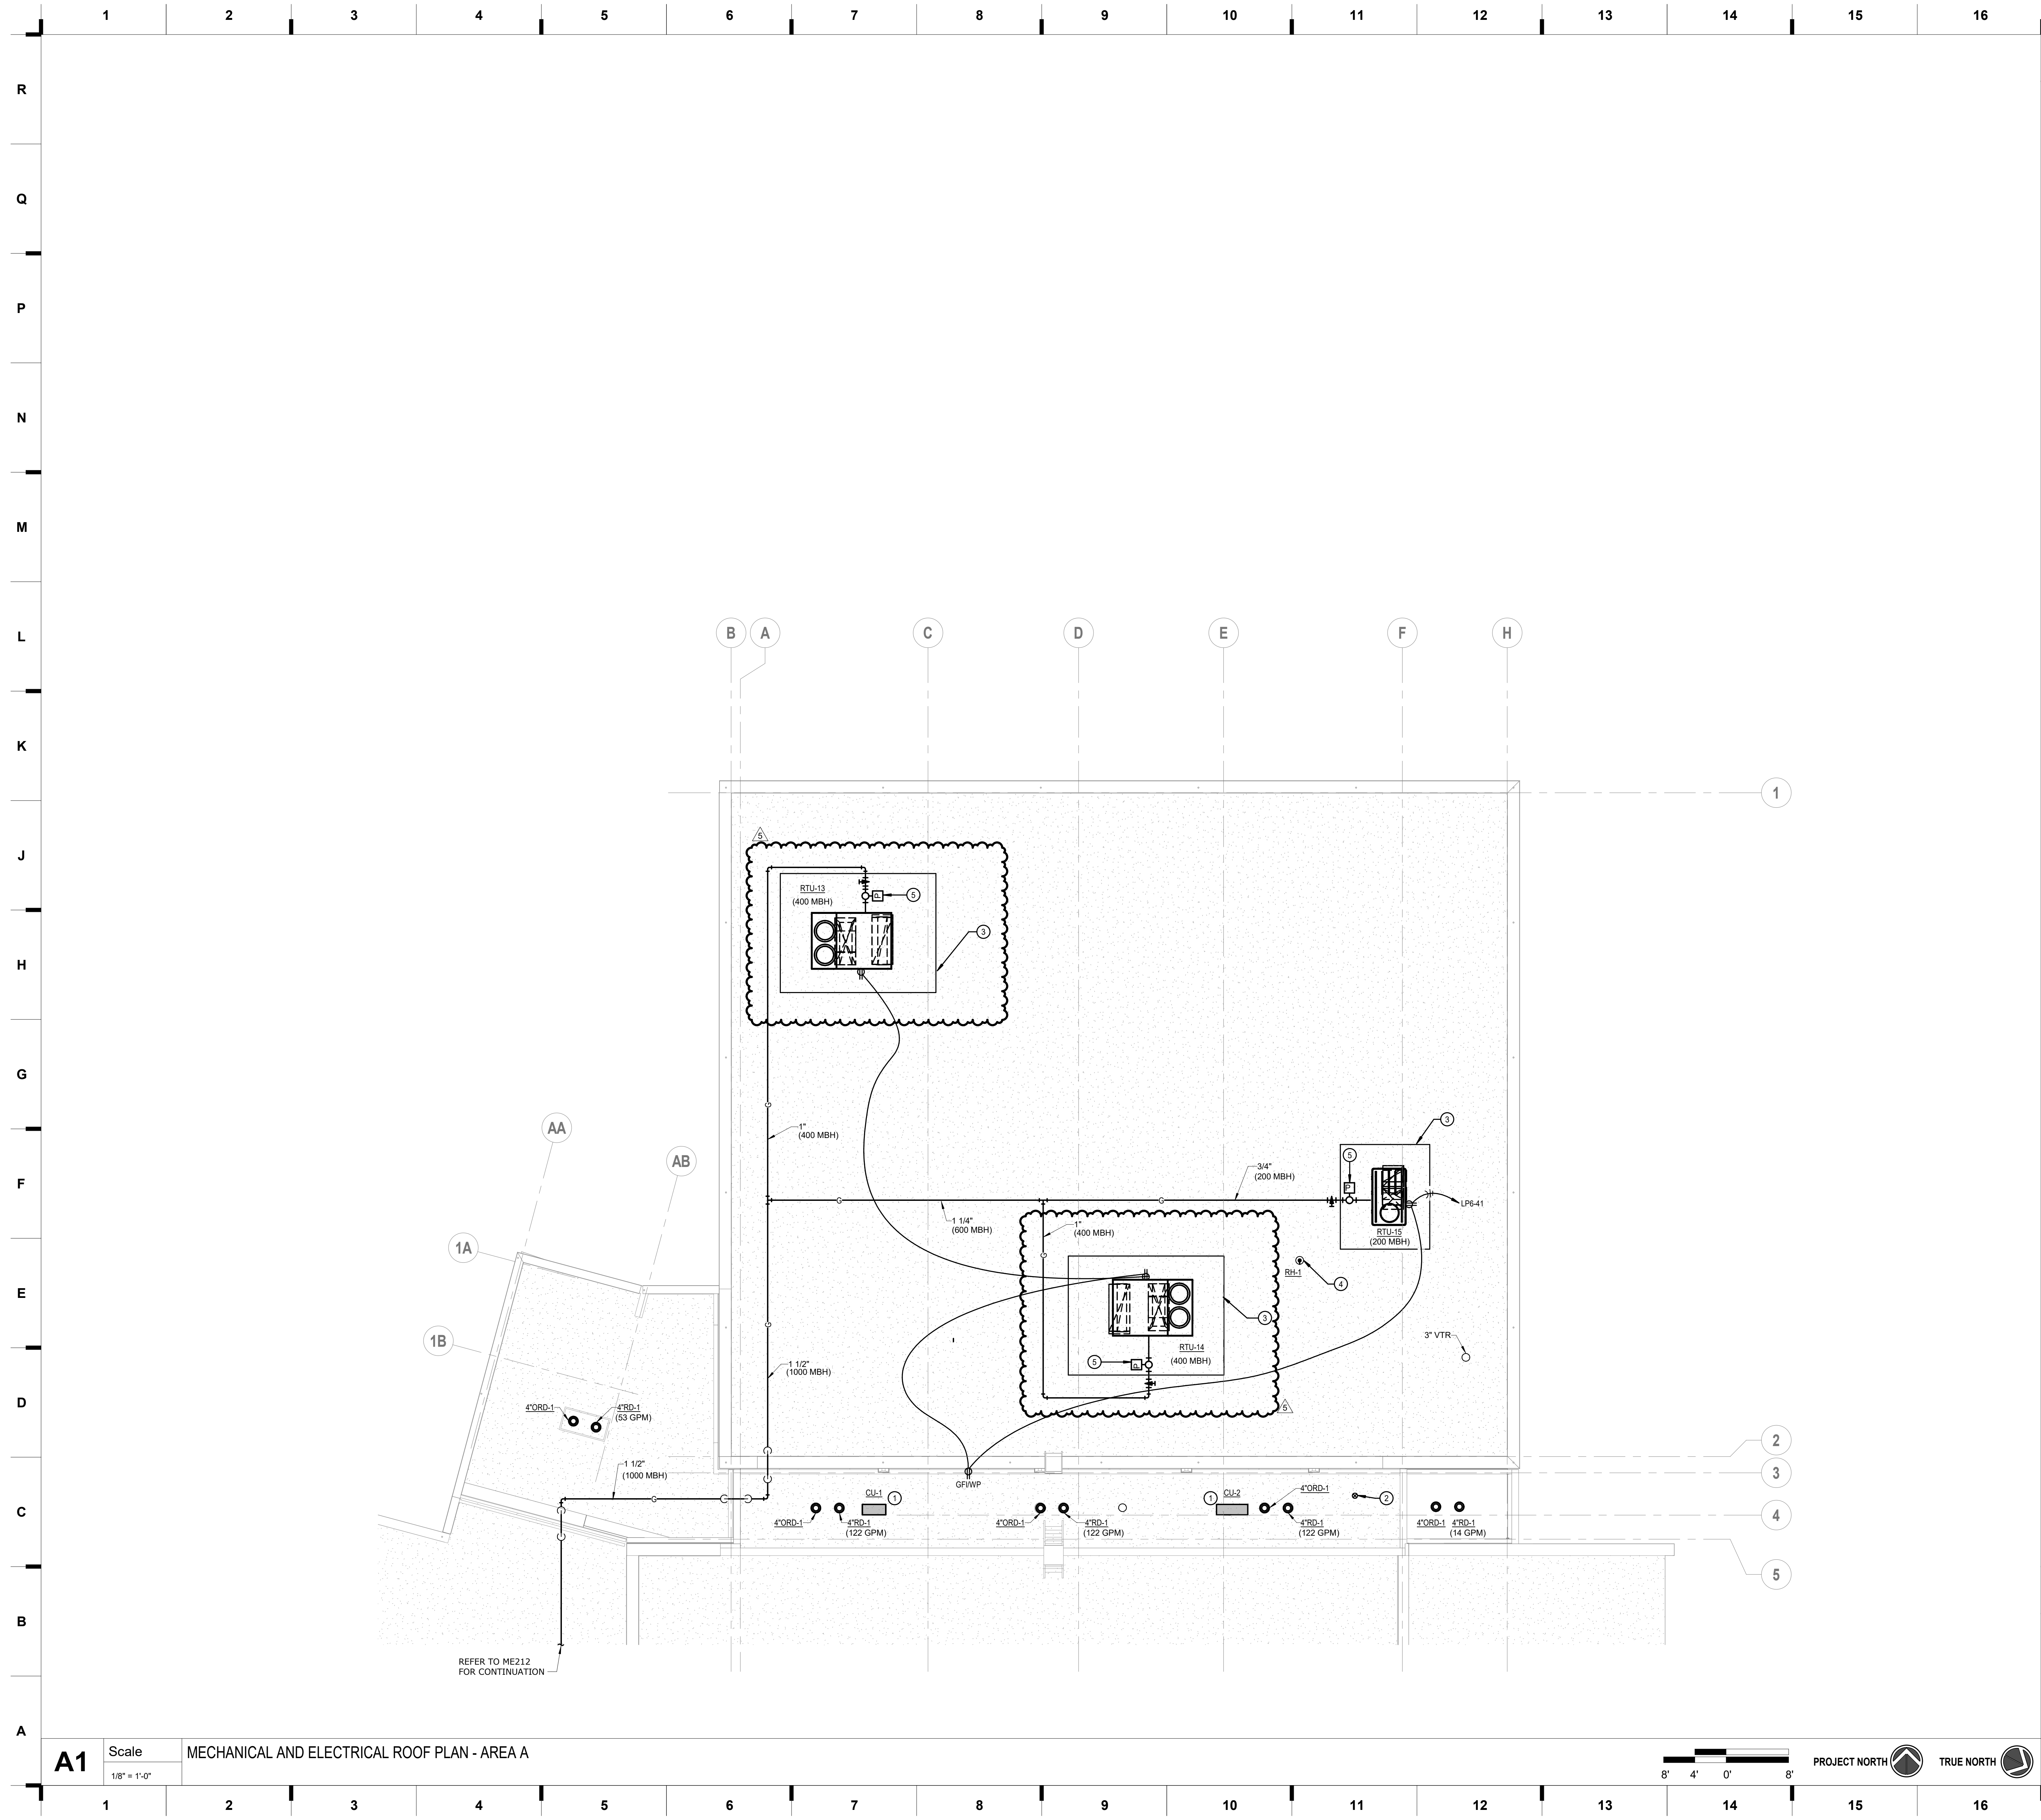 1 2 3 4 5 6 7 8 9 10 11 12 13 14 15 16
R
Q
P
N
M
L
B A C D E F H
K
1
J
5
RTU-13
(400 MBH)
P
5
3
H
G
G
1"
(400 MBH)
AA
AB
3
5
P
F
3/4"
(200 MBH)
G
G
LP6-41
1 1/4"
(600 MBH)
1"
(400 MBH)
RTU-15
(200 MBH)
1A
G
RH-1
4
E
3
G
1B
3" VTR
RTU-14
(400 MBH)
5
P
1 1/2"
(1000 MBH)
D
4"ORD-1
4"RD-1
(53 GPM)
5
2
1 1/2"
(1000 MBH)
3
GFI/WP
G
CU-1
1
1
CU-2
4"ORD-1
2
C
4
4"ORD-1
4"RD-1
(122 GPM)
4"ORD-1
4"RD-1
(122 GPM)
4"RD-1
(122 GPM)
4"ORD-1
4"RD-1
(14 GPM)
5
B
REFER TO ME212
FOR CONTINUATION
A
A1
Scale
1/8" = 1'-0"
MECHANICAL AND ELECTRICAL ROOF PLAN - AREA A
8' 4' 0' 8'
PROJECT NORTH
TRUE NORTH
1 2 3 4 5 6 7 8 9 10 11 12 13 14 15 16